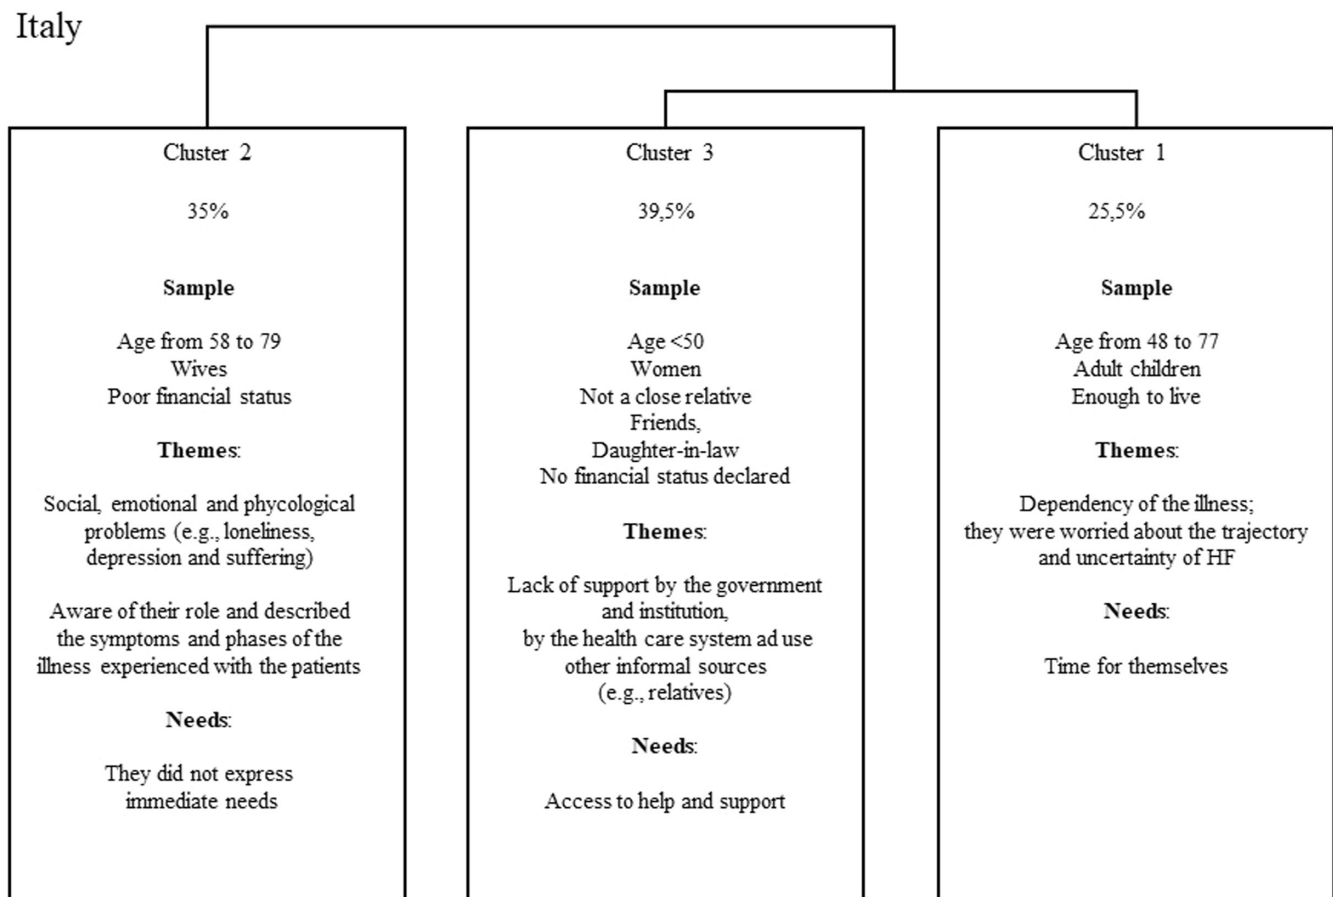 Italy
Cluster 2
35%
Sample
Age from 58 to 79
Wives
Poor financial status
Themes:
Social, emotional and phycological
problems (e.g., loneliness,
depression and suffering)
Aware of their role and described
the symptoms and phases of the
illness experienced with the patients
Needs:
They did not express
immediate needs
Cluster 3
39,5%
Sample
Age <50
Women
Not a close relative
Friends,
Daughter-in-law
No financial status declared
Themes:
Lack of support by the government
and institution,
by the health care system ad use
other informal sources
(e.g., relatives)
Needs:
Access to help and support
Cluster 1
25,5%
Sample
Age from 48 to 77
Adult children
Enough to live
Themes:
Dependency of the illness;
they were worried about the trajectory
and uncertainty of HF
Needs:
Time for themselves